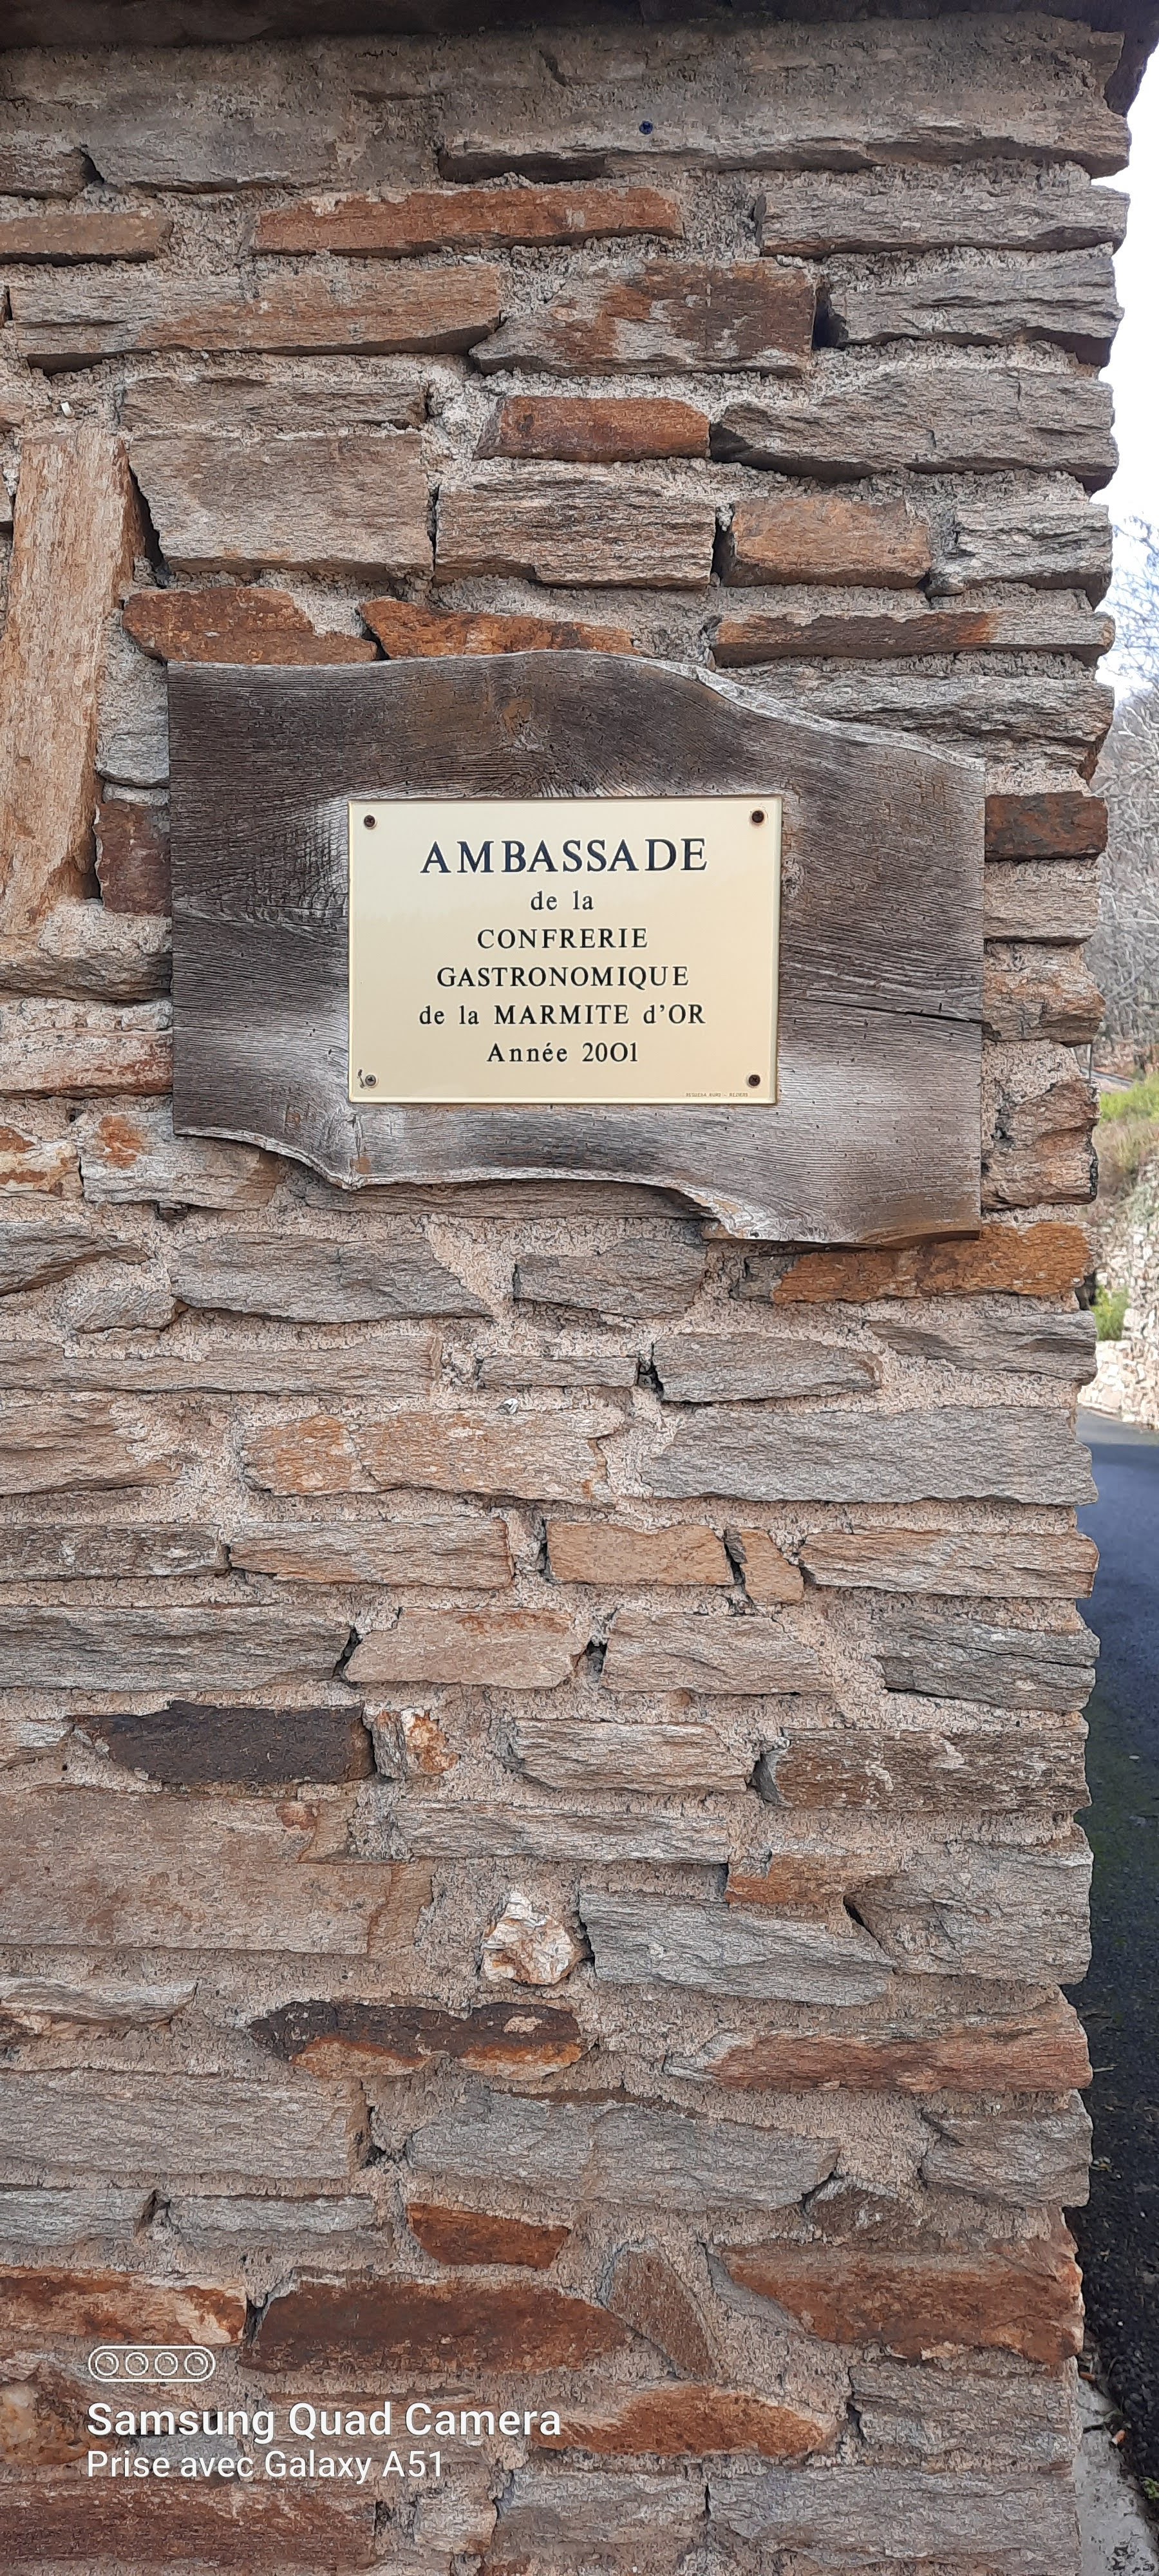 AMBASSADE
de la
CONFRERIE
GASTRONOMIQUE
de la MARMITE d'OR
Année 2001
Samsung Quad Camera
Prise avec Galaxy A51